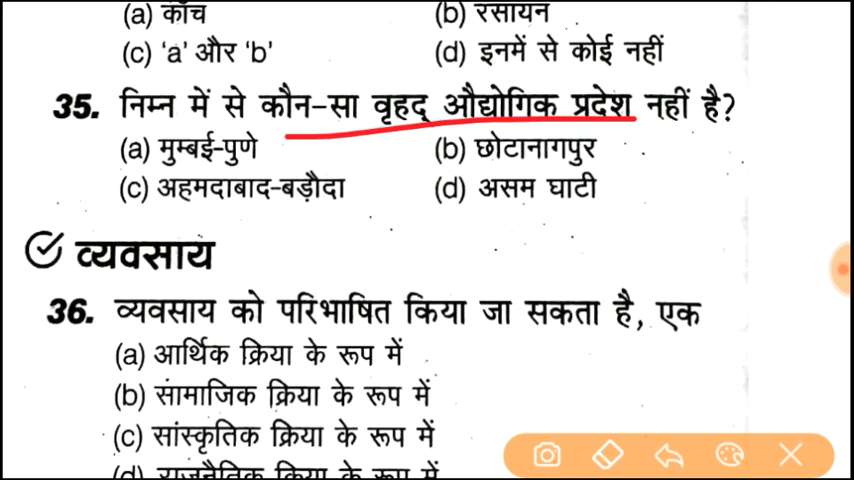 (a) काँच (b) रसायन
(c) 'a' और 'b' (d) इनमें से कोई नहीं
35. निम्न में से कौन-सा वृहद् औद्योगिक प्रदेश नहीं है?
(a) मुम्बई-पुणे (b) छोटानागपुर
(c) अहमदाबाद-बड़ौदा (d) असम घाटी
व्यवसाय
36. व्यवसाय को परिभाषित किया जा सकता है, एक
(a) आर्थिक क्रिया के रूप में
(b) सामाजिक क्रिया के रूप में
(c) सांस्कृतिक क्रिया के रूप में
(d) राजनैतिक क्रिया के रूप में